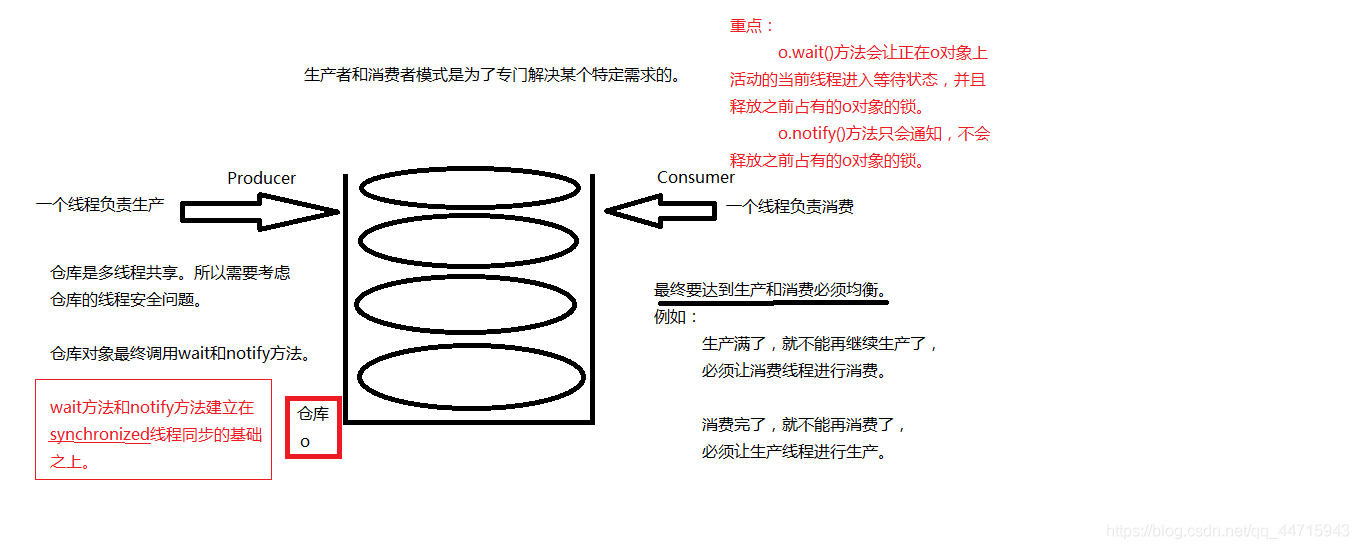 生产者和消费者模式是为了专门解决某个特定需求的。
重点：
o.wait()方法会让正在o对象上
活动的当前线程进入等待状态，并且
释放之前占有的o对象的锁。
o.notify()方法只会通知，不会
释放之前占有的o对象的锁。
Producer
一个线程负责生产
Consumer
一个线程负责消费
仓库是多线程共享。所以需要考虑
仓库的线程安全问题。
仓库对象最终调用wait和notify方法。
wait方法和notify方法建立在
synchronized线程同步的基础
之上。
仓库
o
最终要达到生产和消费必须均衡。
例如：
生产满了，就不能再继续生产了，
必须让消费线程进行消费。
消费完了，就不能再消费了，
必须让生产线程进行生产。
https://blog.csdn.net/qq_44715943